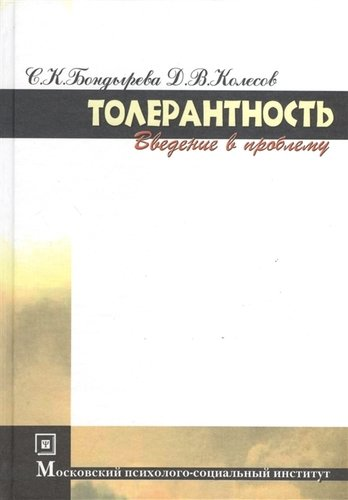 С.К.Бондырева Д.В.Колесов
ТОЛЕРАНТНОСТЬ
Введение в проблему
Московский психолого-социальный институт